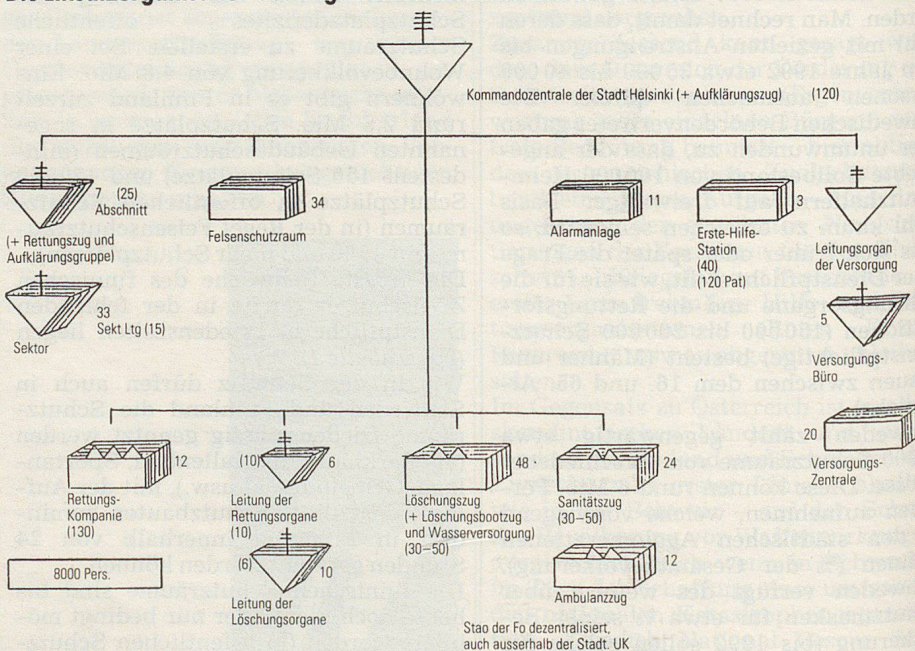 Kommandozentrale der Stadt Helsinki (+ Aufklärungszug) (120)
7 (25)
Abschnitt
(+ Rettungszug und
Aufklärungsgruppe)
34
Felsenschutzraum
11
Alarmanlage
3
Erste-Hilfe-
Station
(40)
(120 Pat)
Leitungsorgan
der Versorgung
33
Sekt Ltg (15)
Sektor
5
Versorgungs-
Büro
12
Rettungs-
Kompanie
(130)
(10) 6
Leitung der
Rettungsorgane
(10)
48 +
Löschungszug
(+ Löschungsbootzug
und Wasserversorgung)
(30–50)
24
Sanitätszug
(30–50)
20
Versorgungs-
Zentrale
8000 Pers.
(6) 10
Leitung der
Löschungsorgane
12
Ambulanzzug
Stao der Fo dezentralisiert,
auch ausserhalb der Stadt. UK